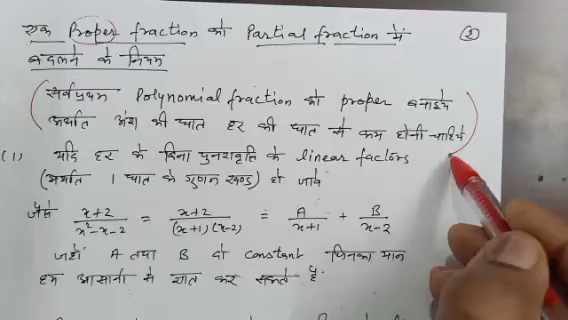 एक Proper fraction को Partial fraction में (2)
बदलने के नियम
सर्वप्रथम Polynomial fraction को proper बनाइये
अर्थात अंश की घात हर की घात से कम होनी चाहिये
(1) यदि हर के बिना पुनरावृति के linear factors
(अर्थात 1 घात के गुणन खण्ड) हो जावे
जैसे x+2/x²-x-2 = x+2/(x+1)(x-2) = A/x+1 + B/x-2
जहाँ A तथा B दो constant जिनका मान
हम आसानी से ज्ञात कर सकते है.